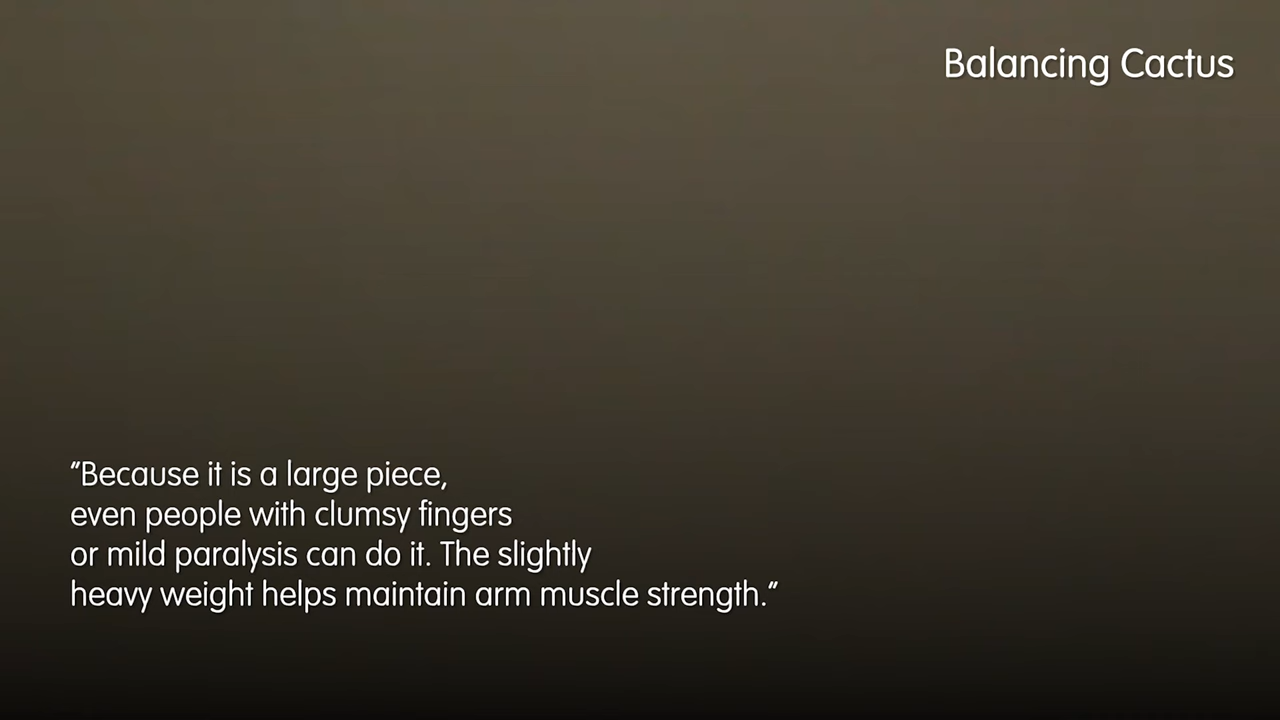 Balancing Cactus
“Because it is a large piece,
even people with clumsy fingers
or mild paralysis can do it. The slightly
heavy weight helps maintain arm muscle strength.”